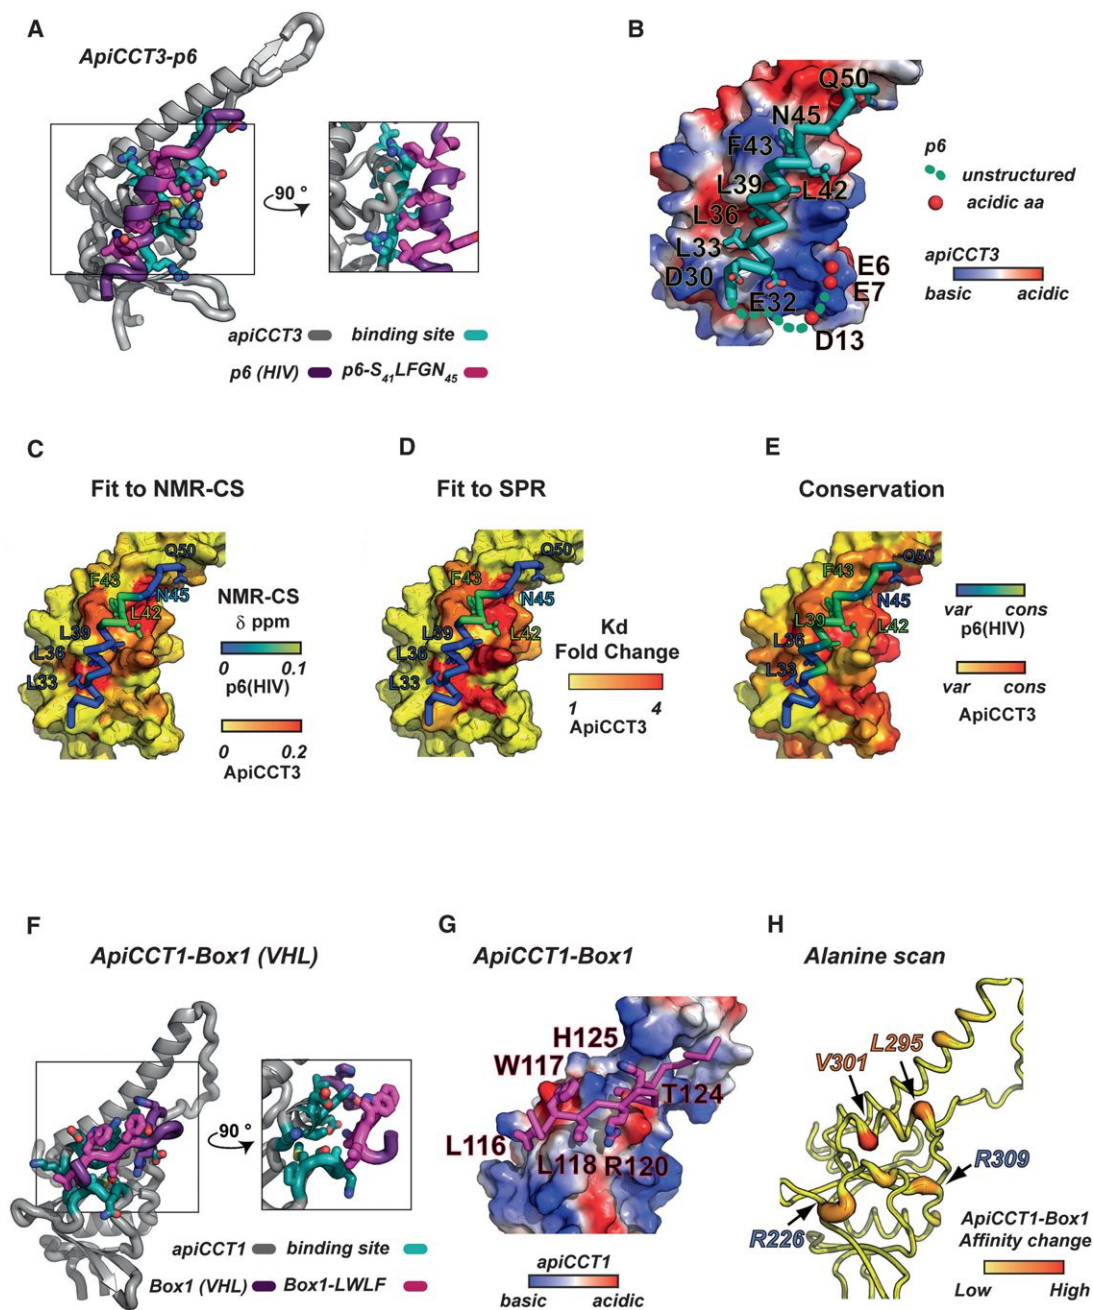 A
ApiCCT3-p6
90 °
apiCCT3
binding site
p6 (HIV)
p6-S41LFGN45
B
Q50
N45
F43
L39
L42
L36
L33
D30
E32
E6
E7
D13
p6
unstructured
acidic aa
apiCCT3
basic acidic
C
Fit to NMR-CS
Q50
F43
N45
L42
L39
L36
L33
NMR-CS
δ ppm
0 0.1
p6(HIV)
0 0.2
ApiCCT3
D
Fit to SPR
Q50
F43
N45
L39
L42
L36
L33
Kd
Fold Change
1 4
ApiCCT3
E
Conservation
Q50
F43
N45
L39
L42
L36
L33
var cons
p6(HIV)
var cons
ApiCCT3
F
ApiCCT1-Box1 (VHL)
90 °
apiCCT1
binding site
Box1 (VHL)
Box1-LWLF
G
ApiCCT1-Box1
H125
W117
T124
L116
L118
R120
apiCCT1
basic acidic
H
Alanine scan
L295
V301
R309
R226
ApiCCT1-Box1
Affinity change
Low High